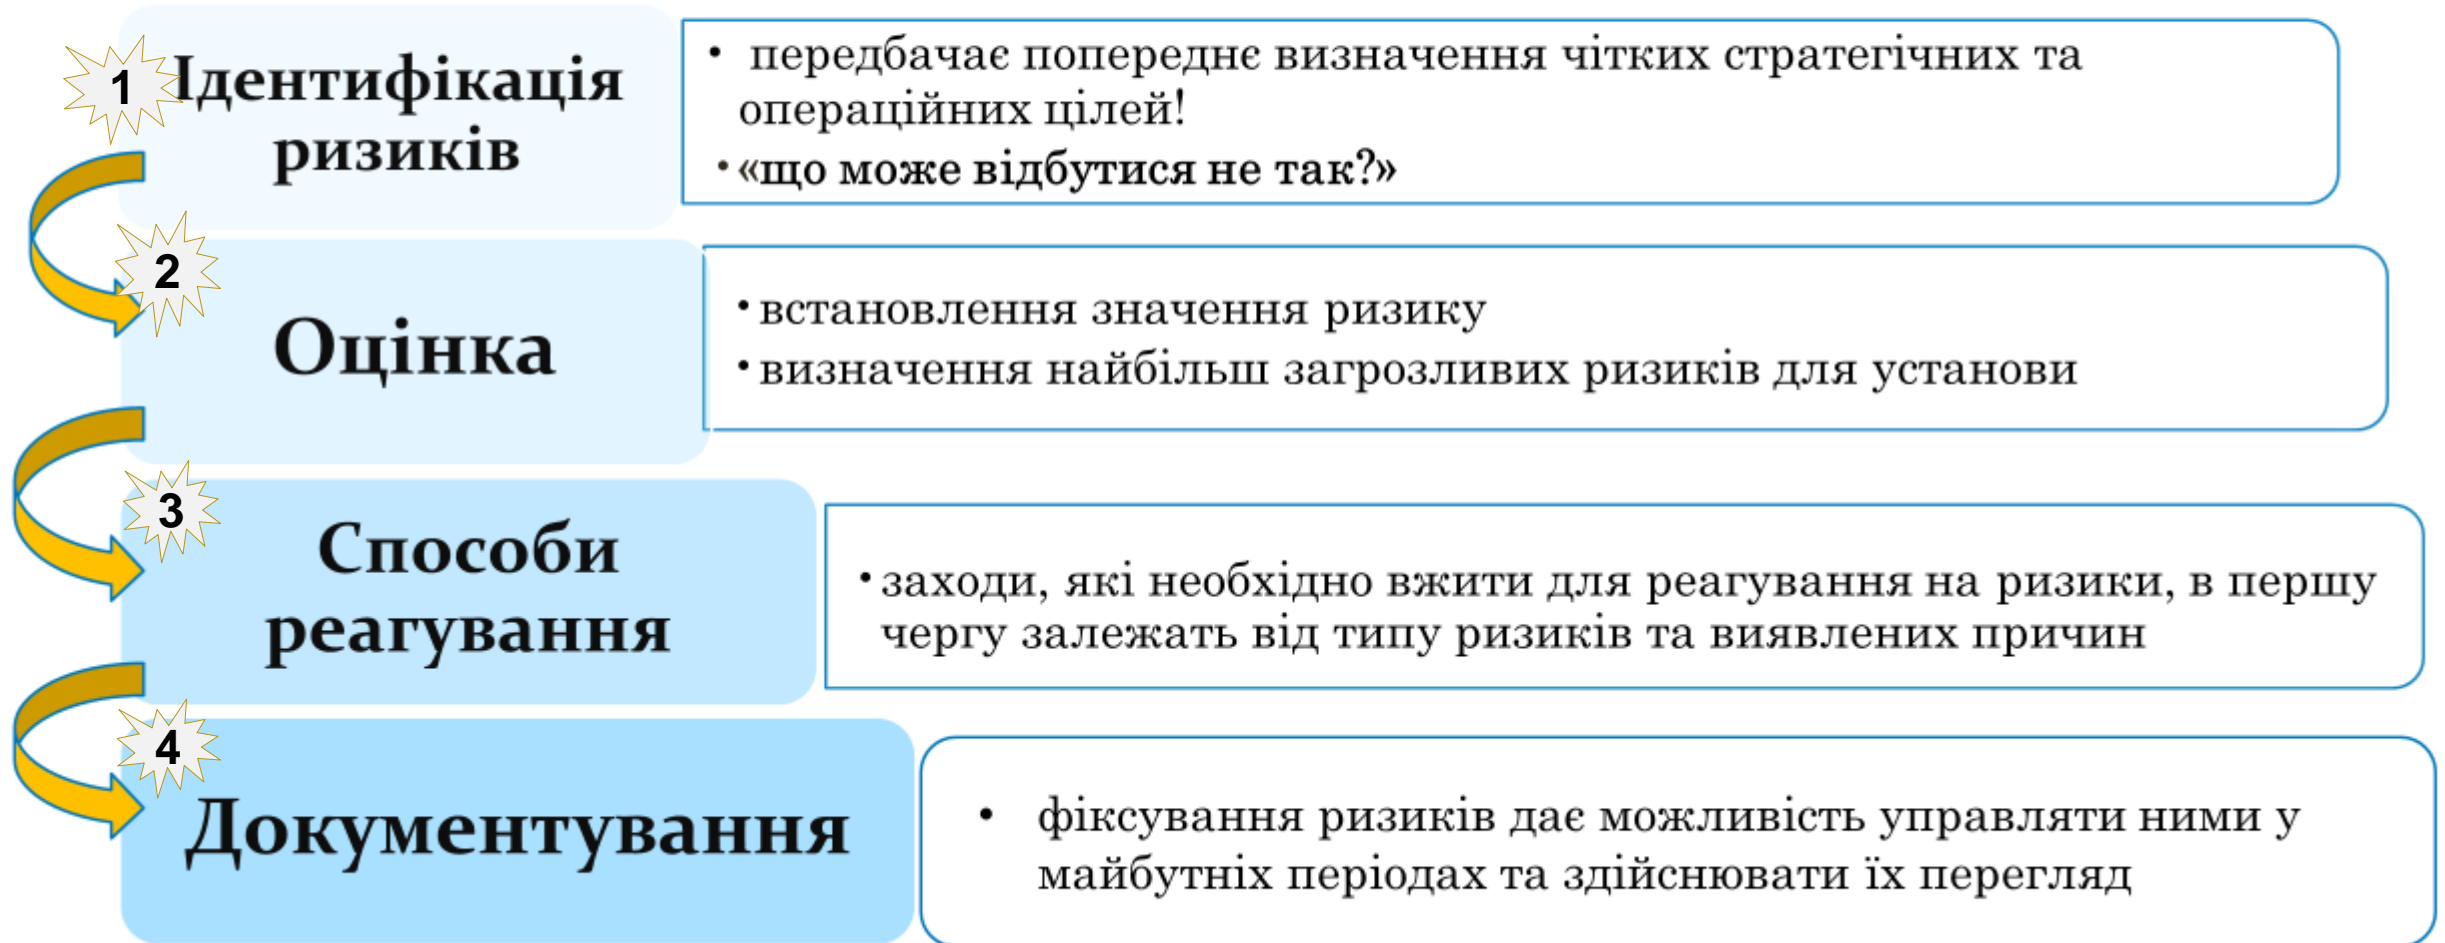 1
Ідентифікація
ризиків
• передбачає попереднє визначення чітких стратегічних та
операційних цілей!
• «що може відбутися не так?»
2
Оцінка
• встановлення значення ризику
• визначення найбільш загрозливих ризиків для установи
3
Способи
реагування
• заходи, які необхідно вжити для реагування на ризики, в першу
чергу залежать від типу ризиків та виявлених причин
4
Документування
• фіксування ризиків дає можливість управляти ними у
майбутніх періодах та здійснювати їх перегляд